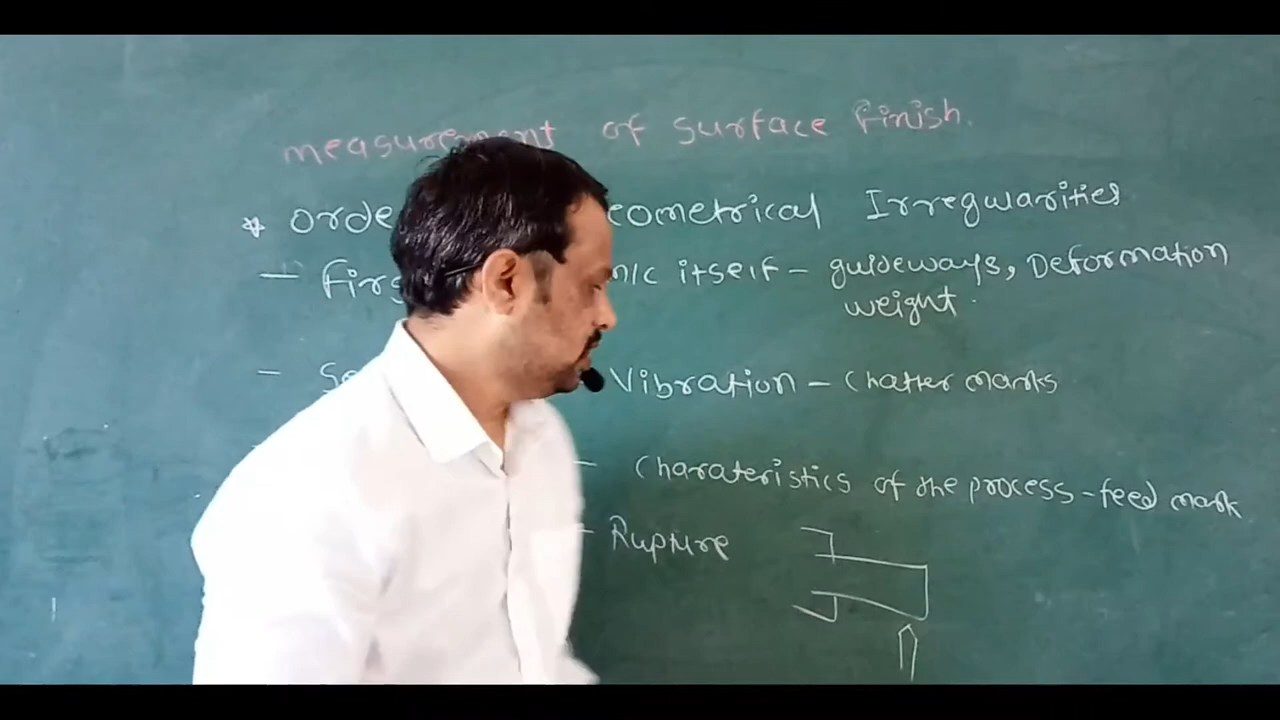 measurement of surface Finish.
* orde eometrical Irregularities
- Firs m/c itself - guideways, Deformation
weight.
- Se Vibration - chatter marks
- Charateristics of the process - feed mark
- Rupture